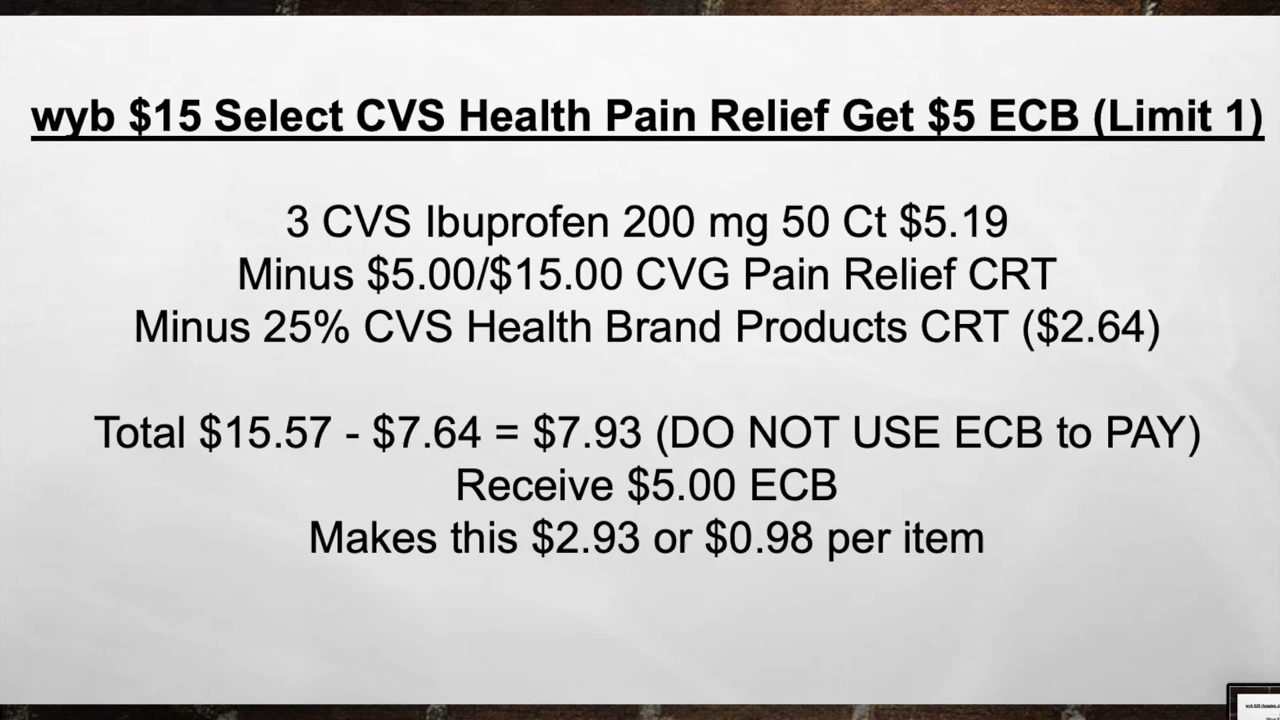 wyb $15 Select CVS Health Pain Relief Get $5 ECB (Limit 1)
3 CVS Ibuprofen 200 mg 50 Ct $5.19
Minus $5.00/$15.00 CVG Pain Relief CRT
Minus 25% CVS Health Brand Products CRT ($2.64)
Total $15.57 - $7.64 = $7.93 (DO NOT USE ECB to PAY)
Receive $5.00 ECB
Makes this $2.93 or $0.98 per item